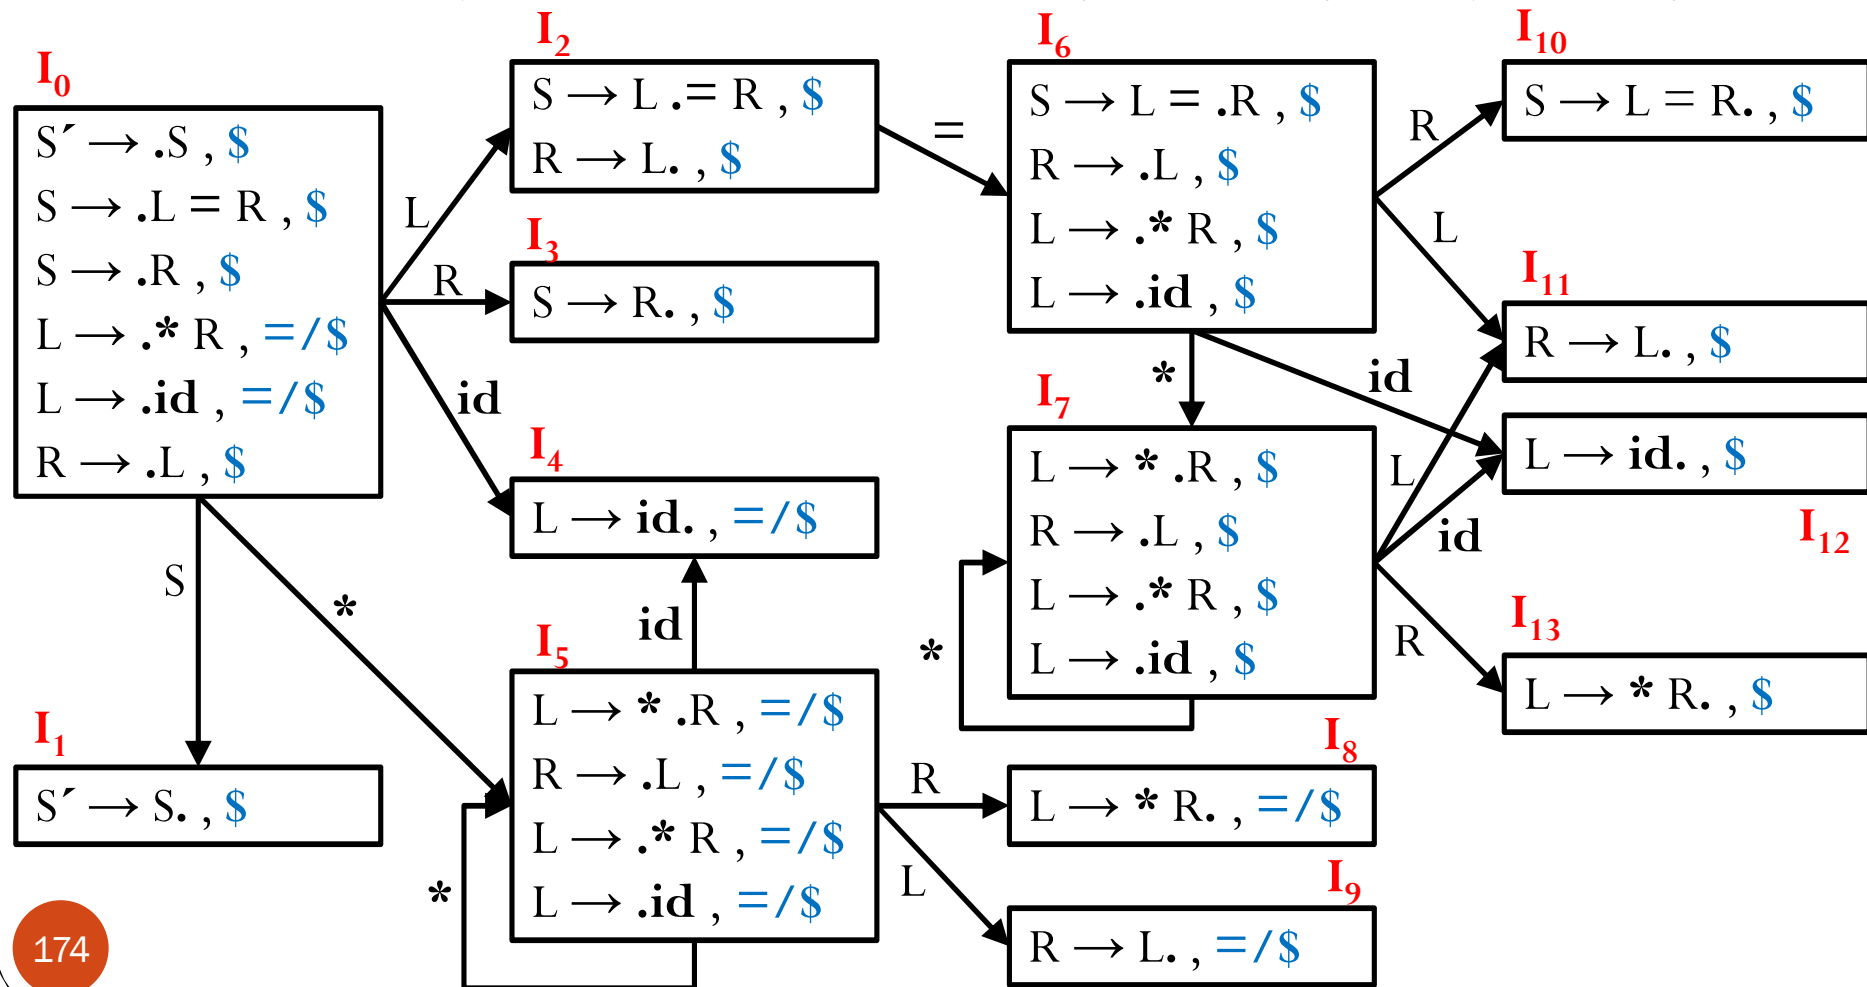 I0
S´ → .S , $
S → .L = R , $
S → .R , $
L → .* R , =/$
L → .id , =/$
R → .L , $
S
*
L
R
id
I1
S´ → S. , $
I2
S → L .= R , $
R → L. , $
=
I3
S → R. , $
I4
L → id. , =/$
id
I5
L → * .R , =/$
R → .L , =/$
L → .* R , =/$
L → .id , =/$
*
R
L
I6
S → L = .R , $
R → .L , $
L → .* R , $
L → .id , $
R
L
*
id
I7
L → * .R , $
R → .L , $
L → .* R , $
L → .id , $
*
L
id
R
I8
L → * R. , =/$
I9
R → L. , =/$
I10
S → L = R. , $
I11
R → L. , $
L → id. , $
I12
I13
L → * R. , $
174